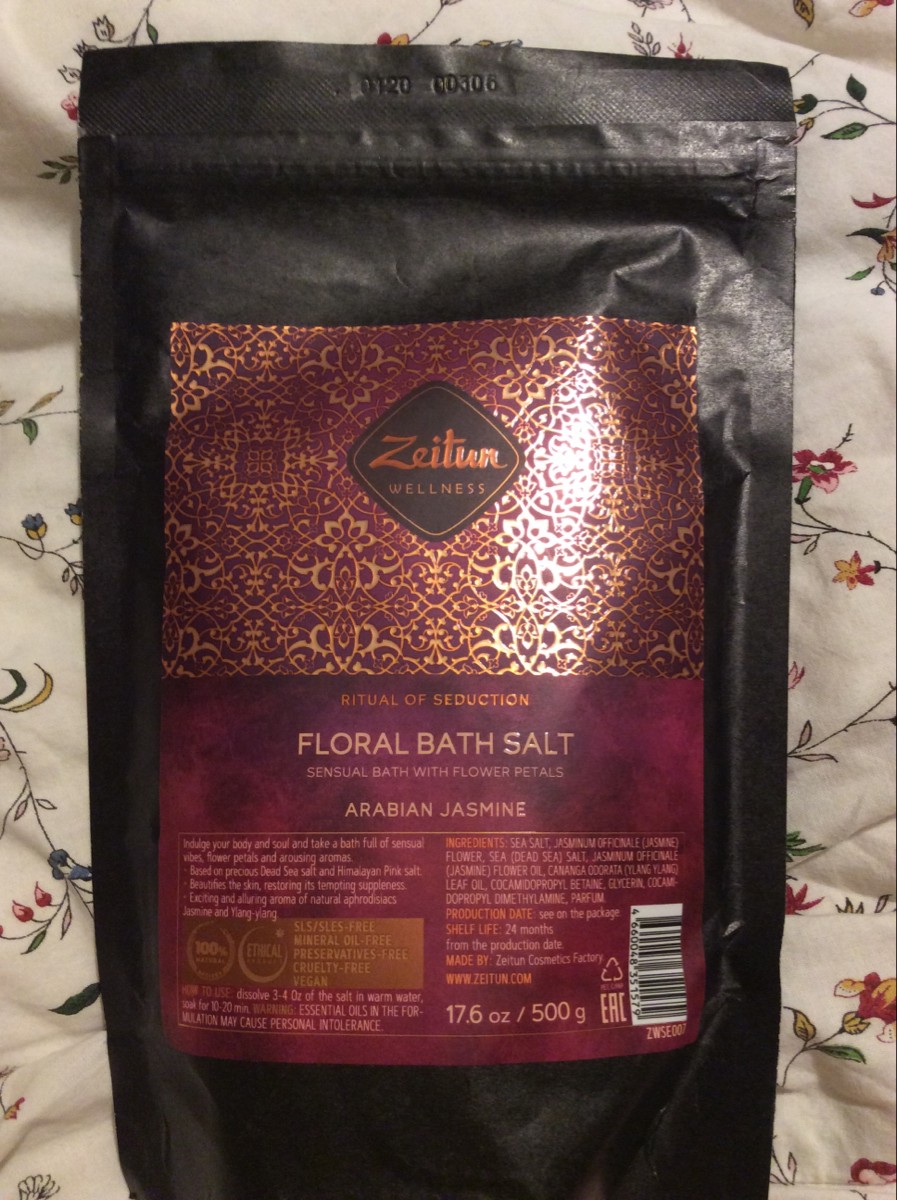 0120 00306
Zeitun
WELLNESS
RITUAL OF SEDUCTION
FLORAL BATH SALT
SENSUAL BATH WITH FLOWER PETALS
ARABIAN JASMINE
Indulge your body and soul and take a bath full of sensual
vibes, flower petals and arousing aromas.
- Based on precious Dead Sea salt and Himalayan Pink salt.
- Beautifies the skin, restoring its tempting suppleness.
- Exciting and alluring aroma of natural aphrodisiacs
Jasmine and Ylang-ylang
100%
NATURAL
ETHICAL
SLS/SLES-FREE
MINERAL OIL-FREE
PRESERVATIVES-FREE
CRUELTY-FREE
VEGAN
HOW TO USE: dissolve 3-4 Oz of the salt in warm water,
soak for 10-20 min. WARNING: ESSENTIAL OILS IN THE FOR-
MULATION MAY CAUSE PERSONAL INTOLERANCE.
INGREDIENTS: SEA SALT, JASMINUM OFFICINALE (JASMINE)
FLOWER, SEA (DEAD SEA) SALT, JASMINUM OFFICINALE
(JASMINE) FLOWER OIL, CANANGA ODORATA (YLANG YLANG)
LEAF OIL, COCAMIDOPROPYL BETAINE, GLYCERIN, COCAMI-
DOPROPYL DIMETHYLAMINE, PARFUM.
PRODUCTION DATE: see on the package.
SHELF LIFE: 24 months
from the production date.
MADE BY: Zeitun Cosmetics Factory
WWW.ZEITUN.COM
17.6 oz / 500 g
EAC
4 660048 351579
ZWSE007